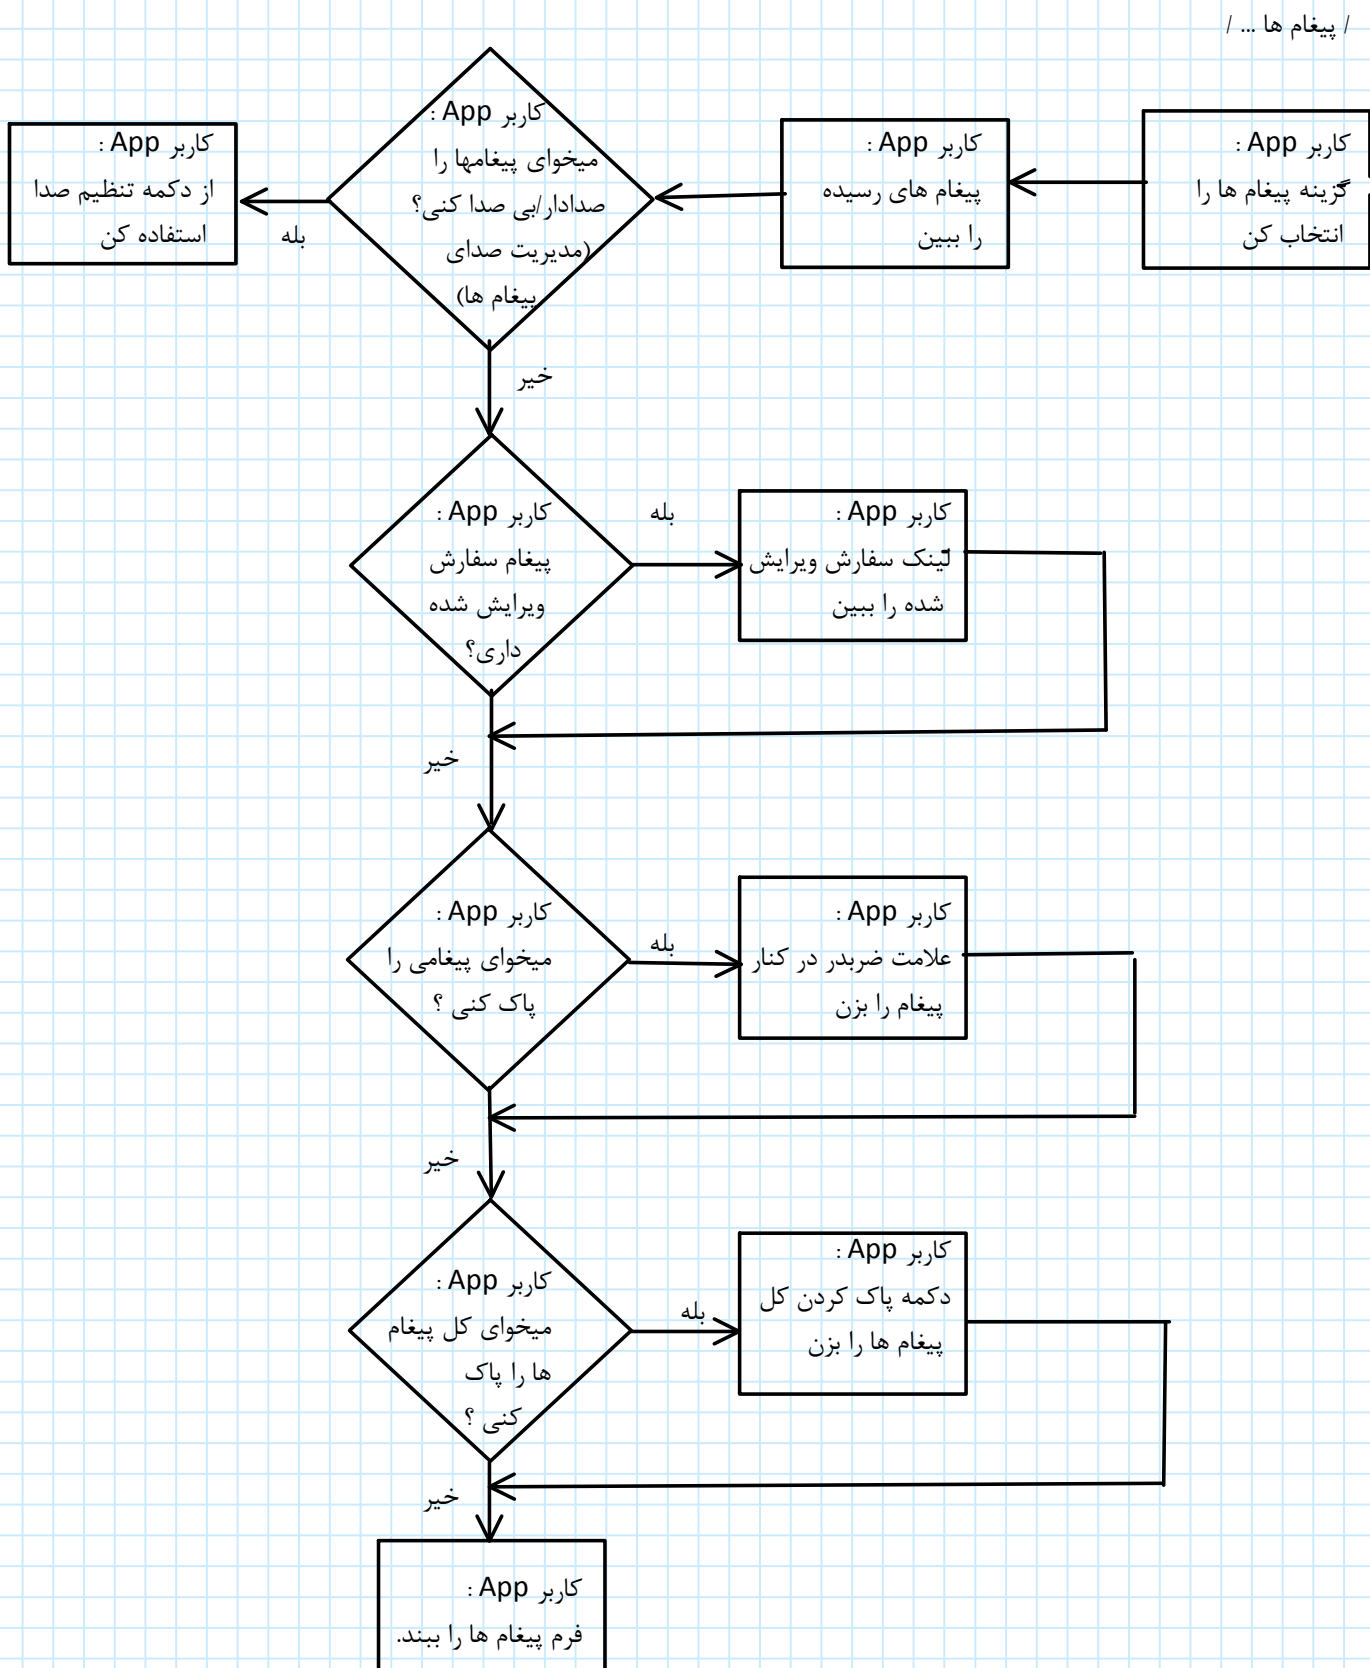 / پیغام ها ... /
کاربر App :
گزینه پیغام ها را
انتخاب کن
کاربر App :
پیغام های رسیده
را ببین
کاربر App :
میخوای پیغامها را
صدادار/بی صدا کنی؟
(مدیریت صدای
پیغام ها)
بله
کاربر App :
از دکمه تنظیم صدا
استفاده کن
خیر
کاربر App :
پیغام سفارش
ویرایش شده
داری؟
بله
کاربر App :
لینک سفارش ویرایش
شده را ببین
خیر
کاربر App :
میخوای پیغامی را
پاک کنی ؟
بله
کاربر App :
علامت ضربدر در کنار
پیغام را بزن
خیر
کاربر App :
میخوای کل پیغام
ها را پاک
کنی ؟
بله
کاربر App :
دکمه پاک کردن کل
پیغام ها را بزن
خیر
کاربر App :
فرم پیغام ها را ببند.